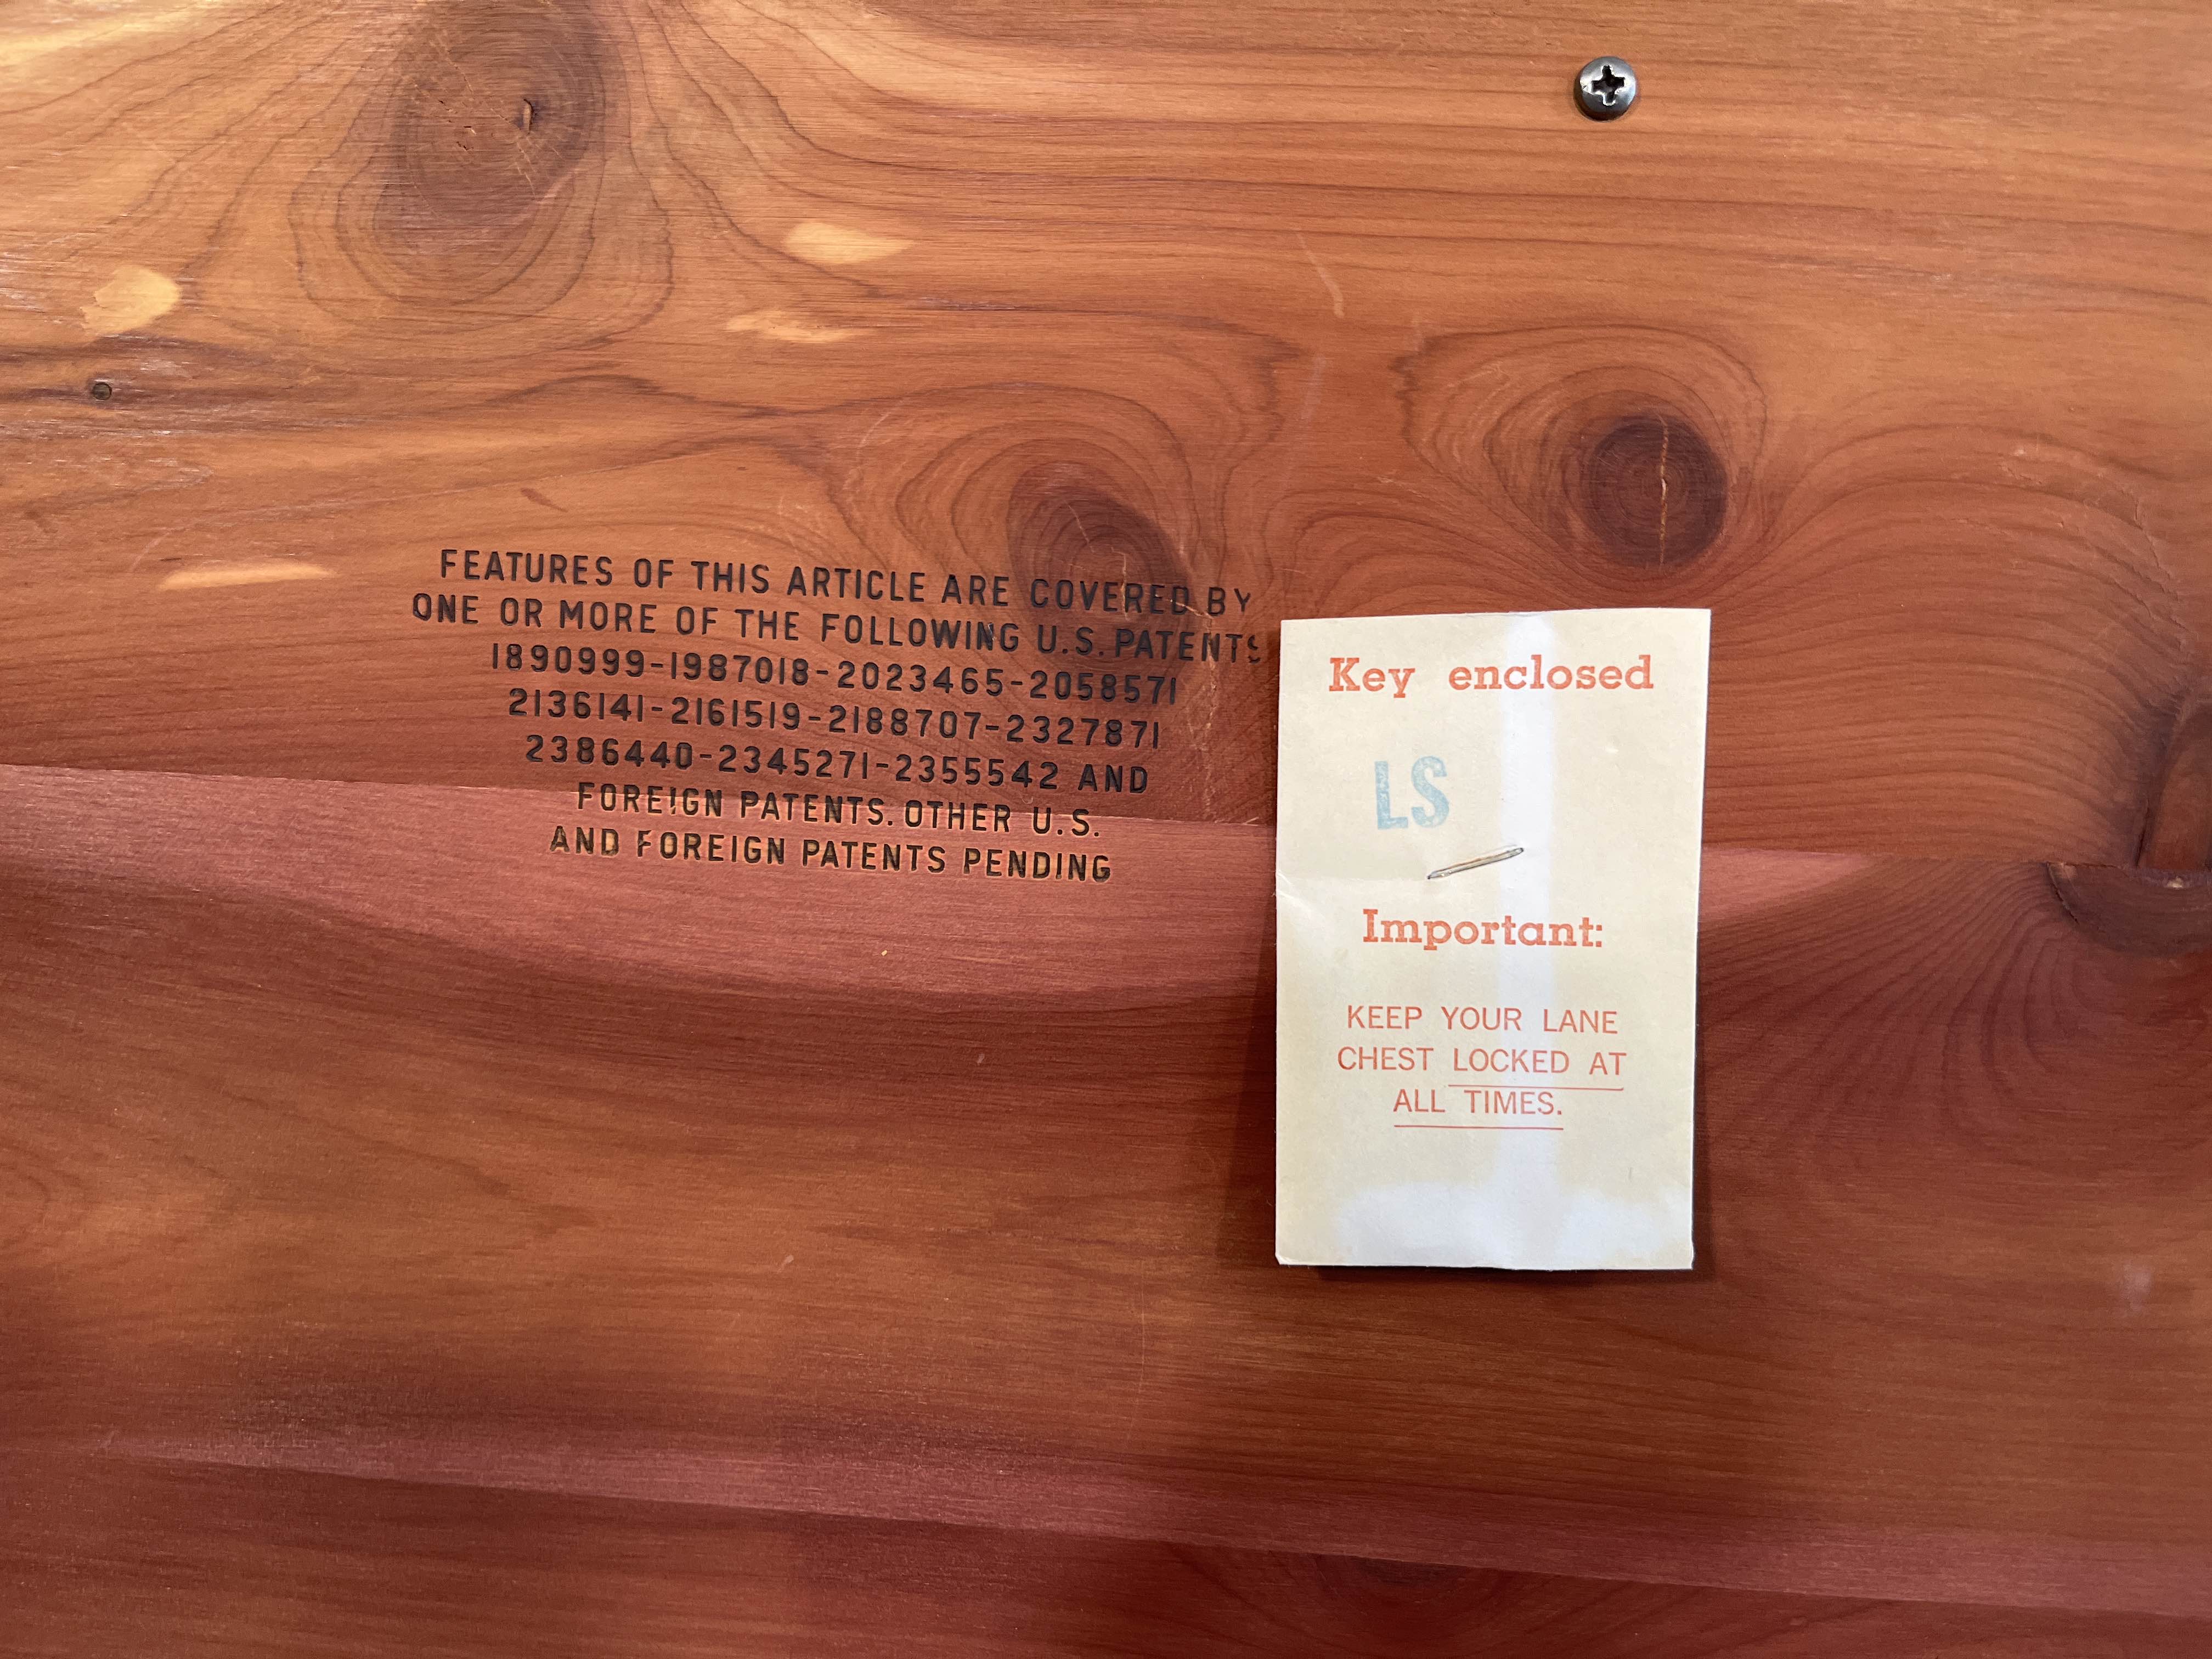 FEATURES OF THIS ARTICLE ARE COVERED BY
ONE OR MORE OF THE FOLLOWING U.S. PATENTS
1890999-1987018-2023465-2058571
2136141-2161519-2188707-2327871
2386440-2345271-2355542 AND
FOREIGN PATENTS. OTHER U.S.
AND FOREIGN PATENTS PENDING
Key enclosed
LS
Important:
KEEP YOUR LANE
CHEST LOCKED AT
ALL TIMES.